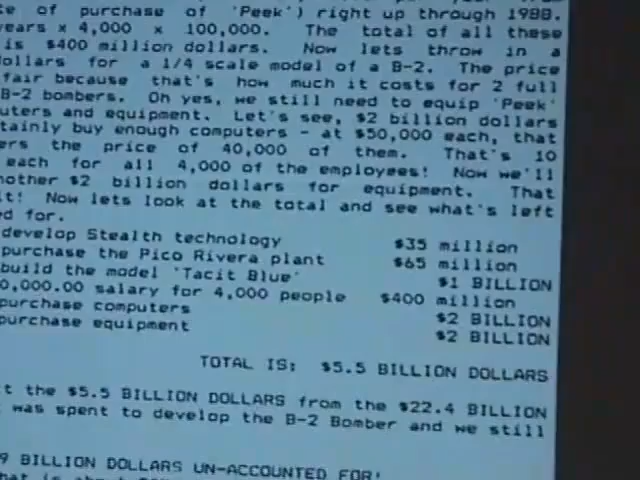 te of purchase of 'Peek') right up through 1988.
ears x 4,000 x 100,000. The total of all these
is $400 million dollars. Now lets throw in a
dollars for a 1/4 scale model of a B-2. The price
fair because that's how much it costs for 2 full
B-2 bombers. Oh yes, we still need to equip 'Peek'
uters and equipment. Let's see, $2 billion dollars
tainly buy enough computers - at $50,000 each, that
ers the price of 40,000 of them. That's 10
each for all 4,000 of the employees! Now we'll
nother $2 billion dollars for equipment. That
t! Now lets look at the total and see what's left
ed for.
develop Stealth technology $35 million
purchase the Pico Rivera plant $65 million
build the model 'Tacit Blue' $1 BILLION
0,000.00 salary for 4,000 people $400 million
purchase computers $2 BILLION
purchase equipment $2 BILLION
TOTAL IS: $5.5 BILLION DOLLARS
t the $5.5 BILLION DOLLARS from the $22.4 BILLION
was spent to develop the B-2 Bomber and we still
9 BILLION DOLLARS UN-ACCOUNTED FOR!